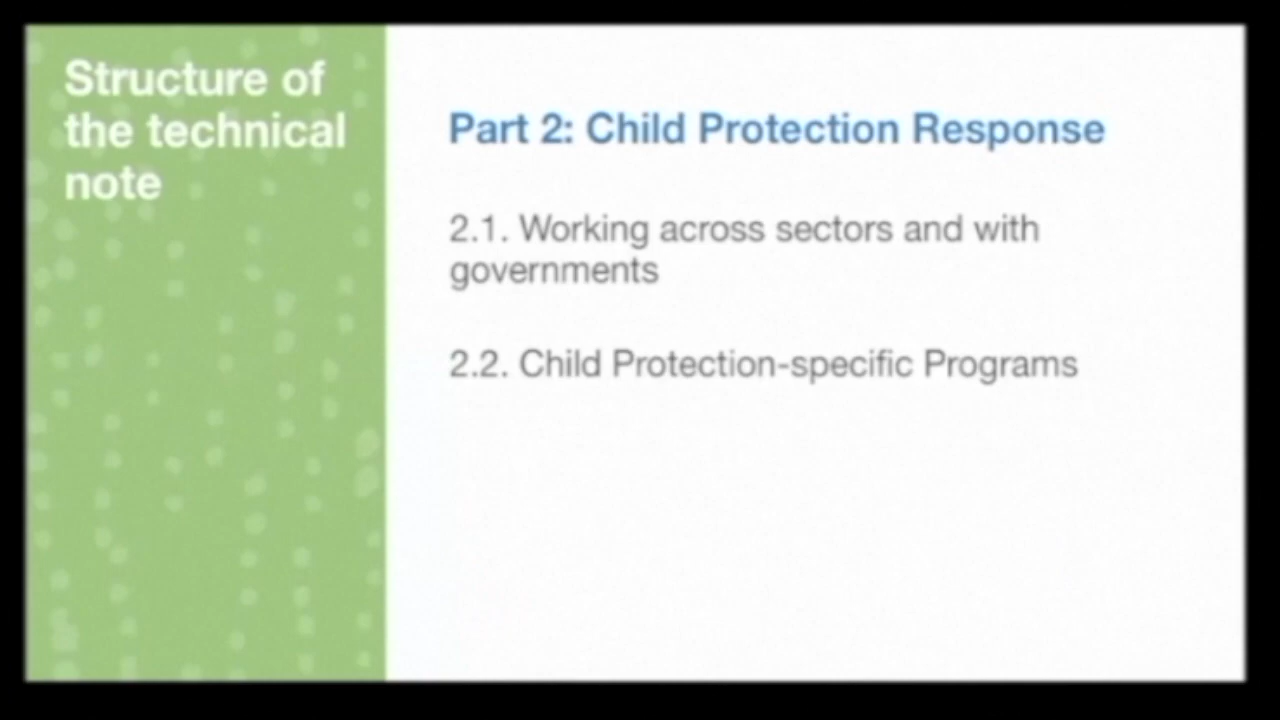 Structure of
the technical
note
Part 2: Child Protection Response
2.1. Working across sectors and with
governments
2.2. Child Protection-specific Programs